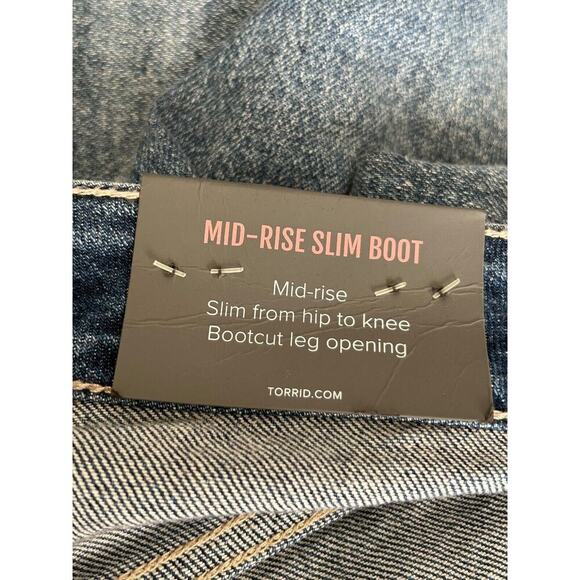 MID-RISE SLIM BOOT
Mid-rise
Slim from hip to knee
Bootcut leg opening
TORRID.COM